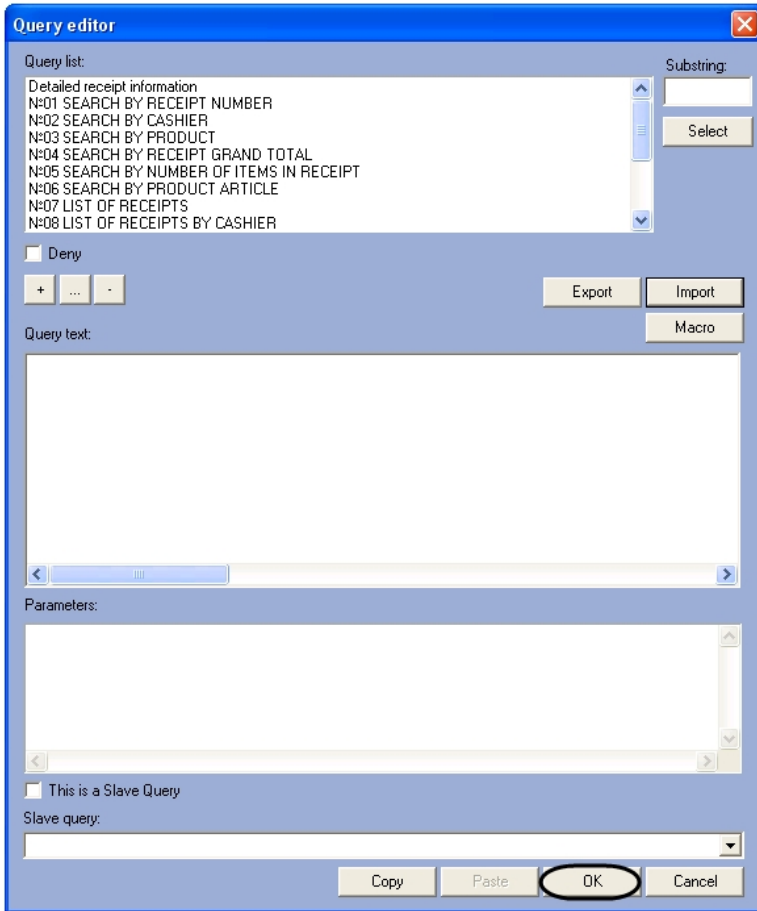 Query editor
Query list:
Substring:
Detailed receipt information
№01 SEARCH BY RECEIPT NUMBER
№02 SEARCH BY CASHIER
№03 SEARCH BY PRODUCT
№04 SEARCH BY RECEIPT GRAND TOTAL
№05 SEARCH BY NUMBER OF ITEMS IN RECEIPT
№06 SEARCH BY PRODUCT ARTICLE
№07 LIST OF RECEIPTS
№08 LIST OF RECEIPTS BY CASHIER
Select
Deny
+ ... -
Export Import
Macro
Query text:
Parameters:
This is a Slave Query
Slave query:
Copy Paste OK Cancel